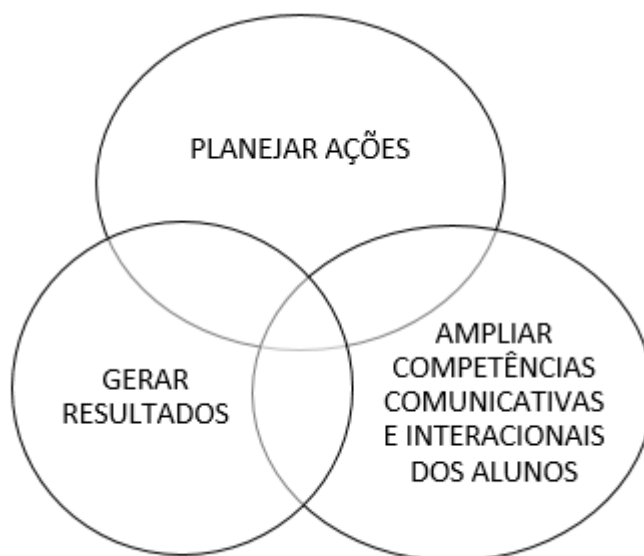 PLANEJAR AÇÕES
GERAR
RESULTADOS
AMPLIAR
COMPETÊNCIAS
COMUNICATIVAS
E INTERACIONAIS
DOS ALUNOS